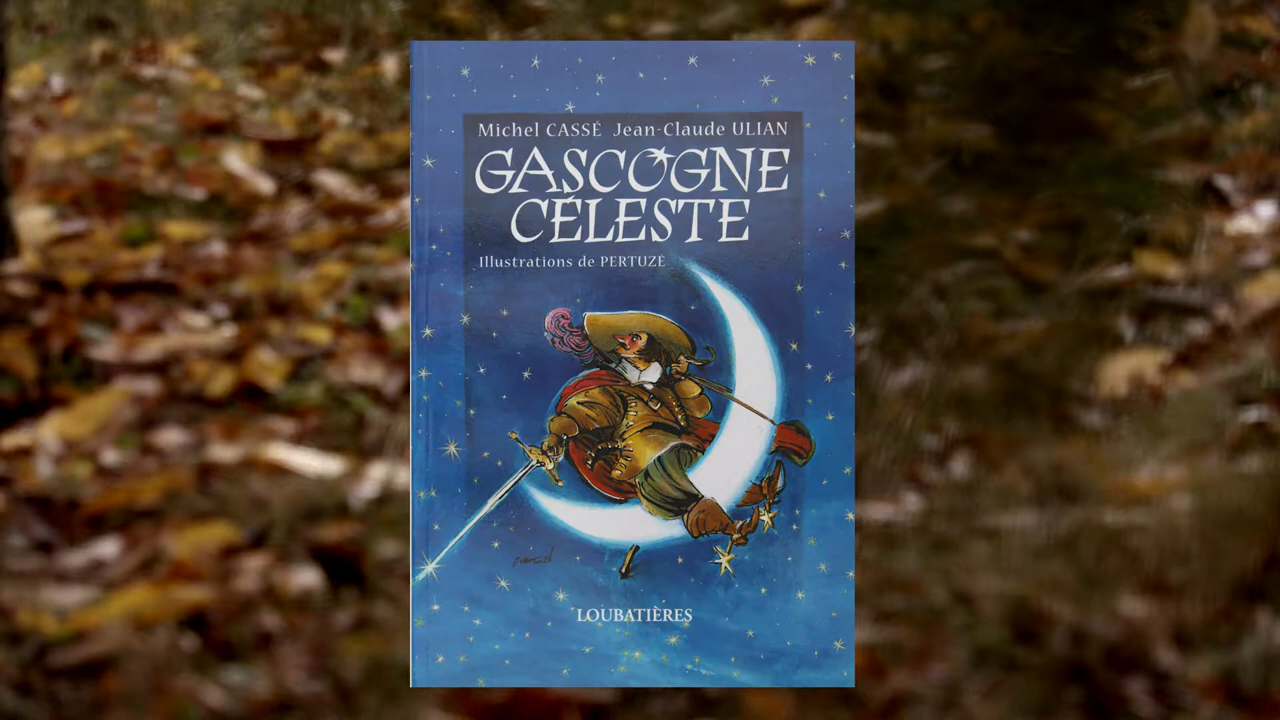 Michel CASSÉ Jean-Claude ULIAN
GASCOGNE
CÉLESTE
Illustrations de PERTUZÉ
LOUBATIÈRES